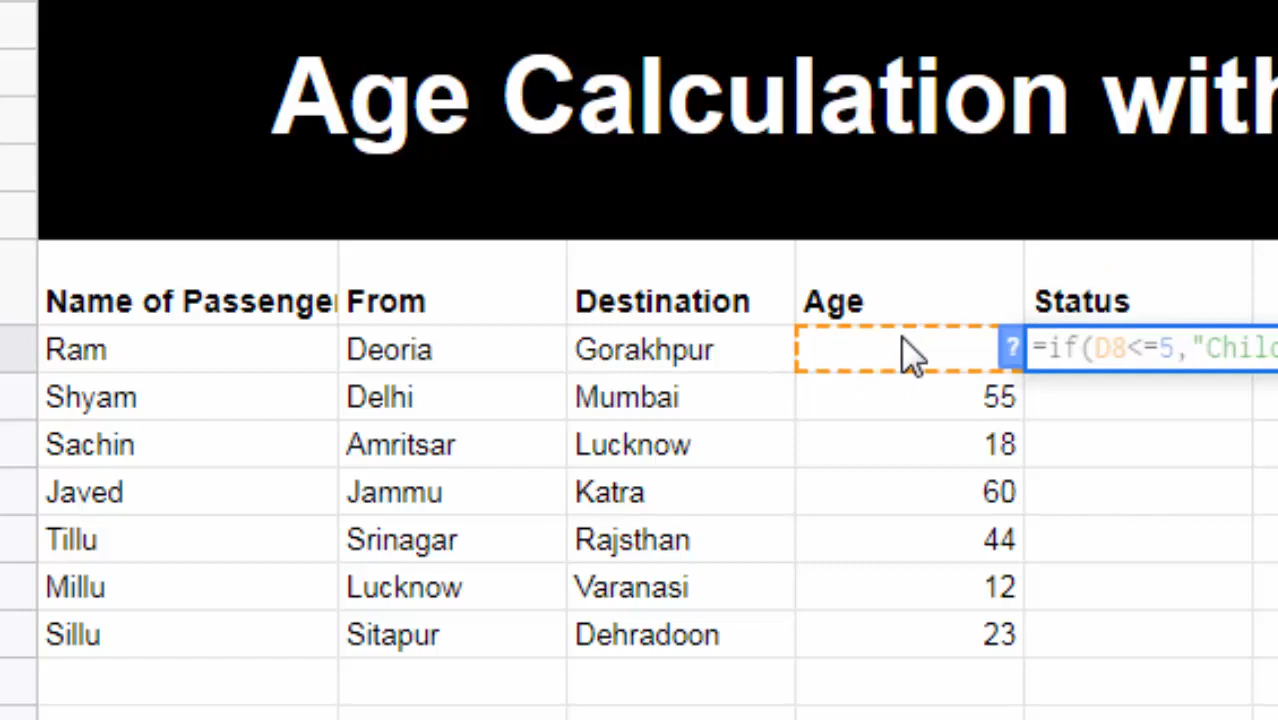 Age Calculation with
Name of Passenger From Destination Age Status
Ram Deoria Gorakhpur ? =if(D8<=5,"Child
Shyam Delhi Mumbai 55
Sachin Amritsar Lucknow 18
Javed Jammu Katra 60
Tillu Srinagar Rajsthan 44
Millu Lucknow Varanasi 12
Sillu Sitapur Dehradoon 23